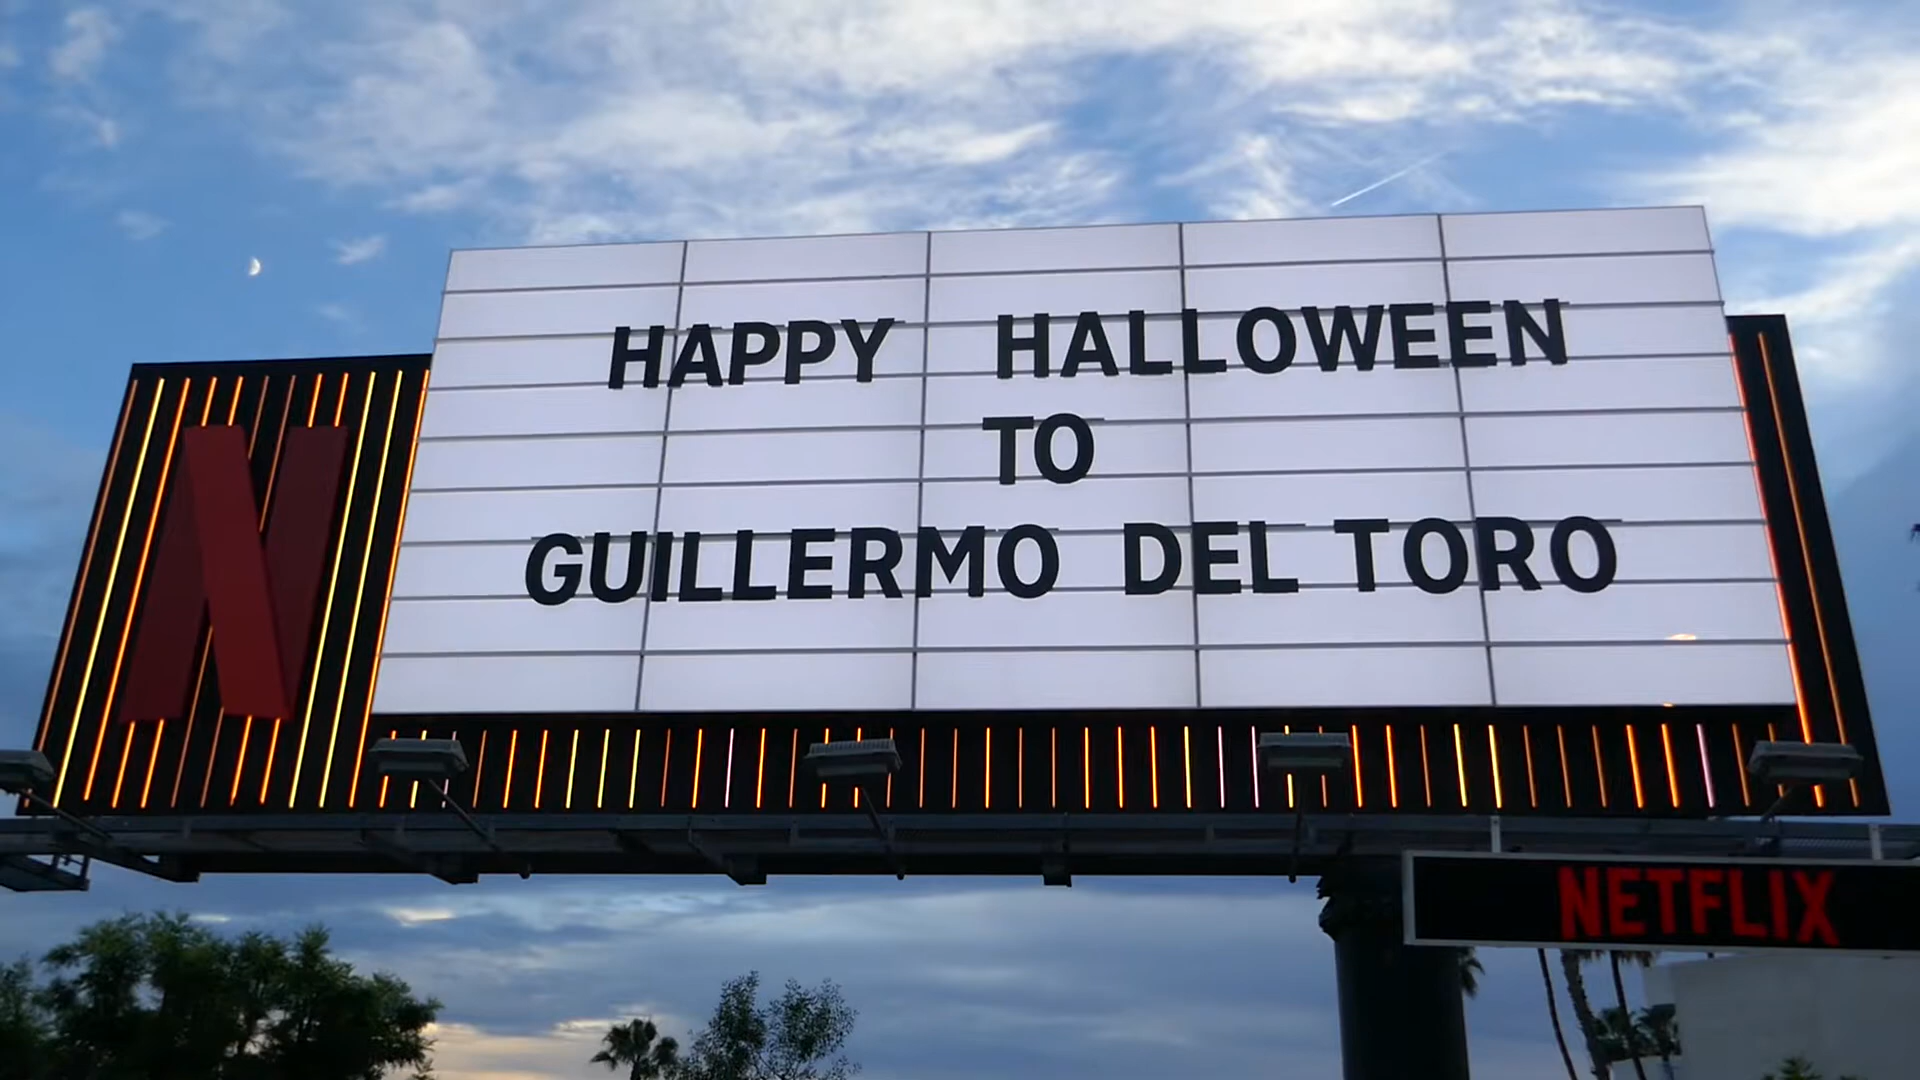 HAPPY HALLOWEEN
TO
GUILLERMO DEL TORO
N
NETFLIX